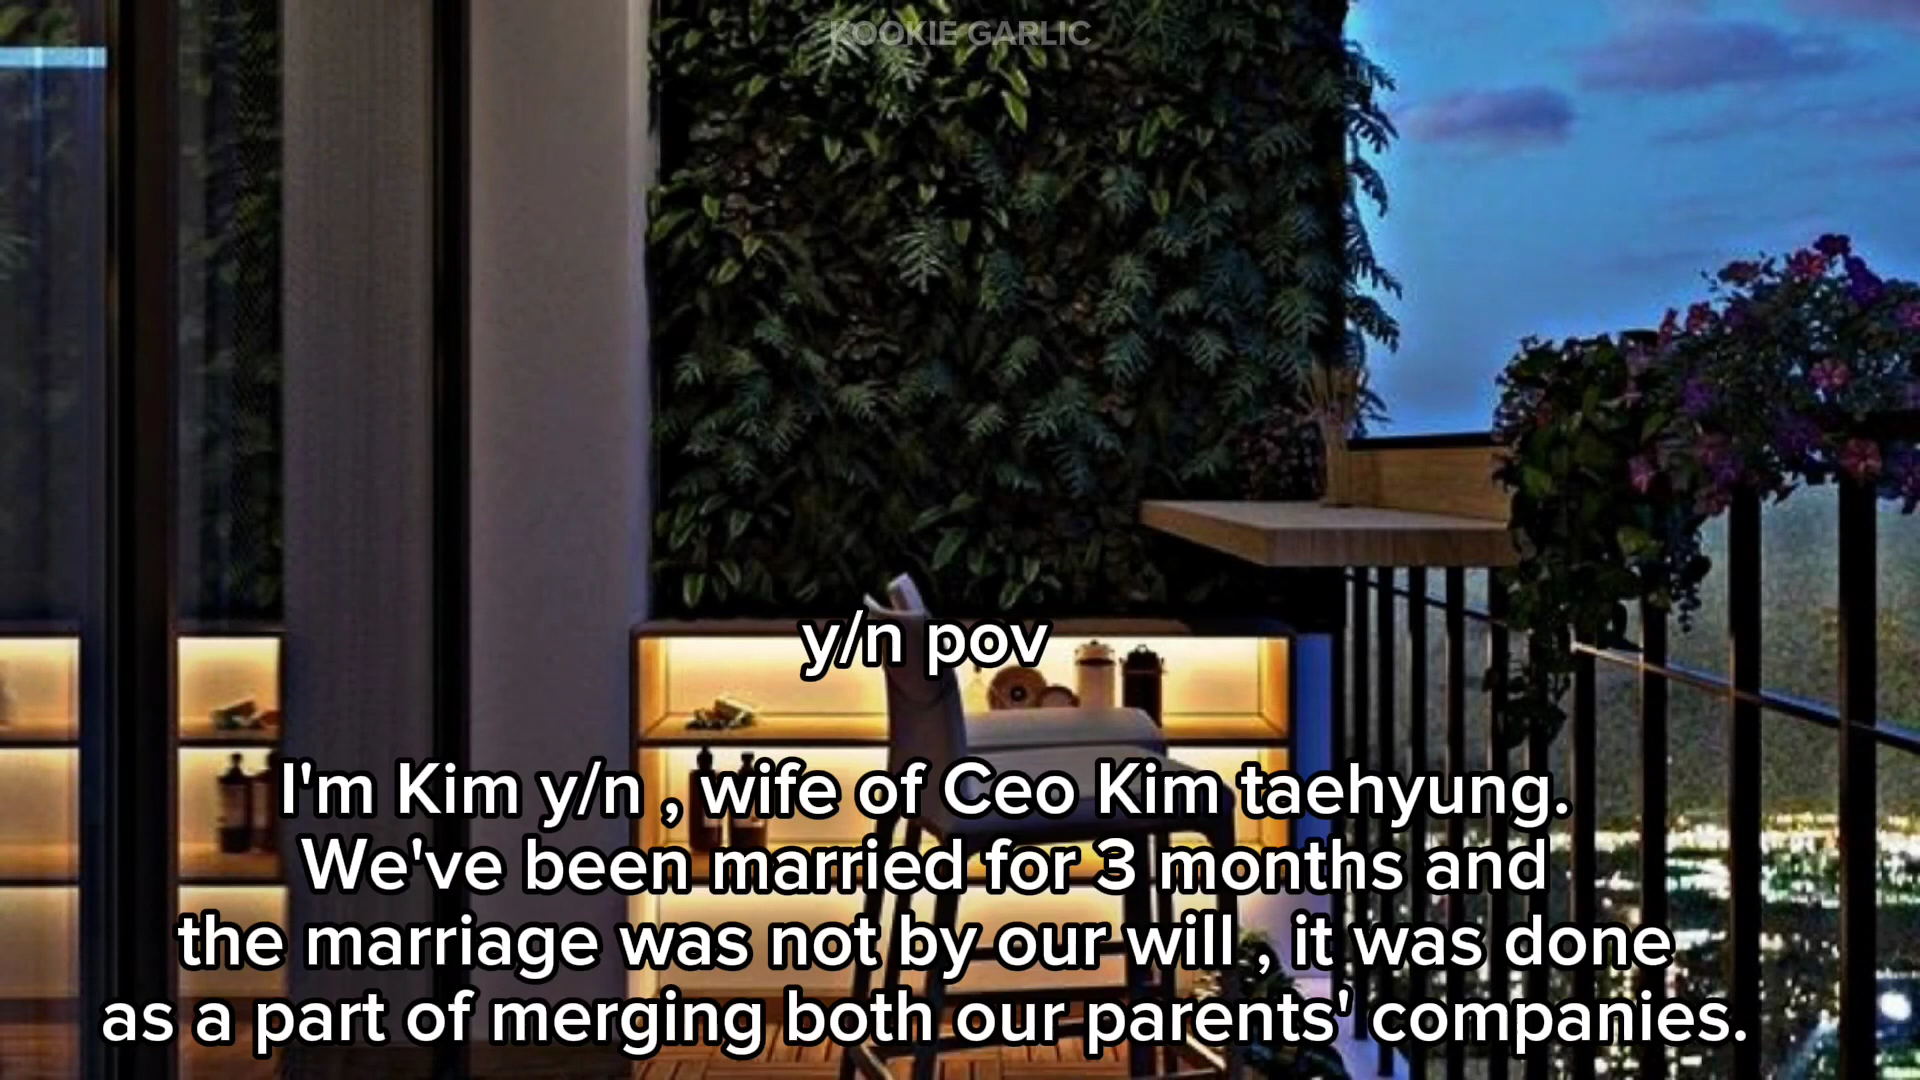 KOOKIE GARLIC
y/n pov
I'm Kim y/n , wife of Ceo Kim taehyung.
We've been married for 3 months and
the marriage was not by our will , it was done
as a part of merging both our parents' companies.